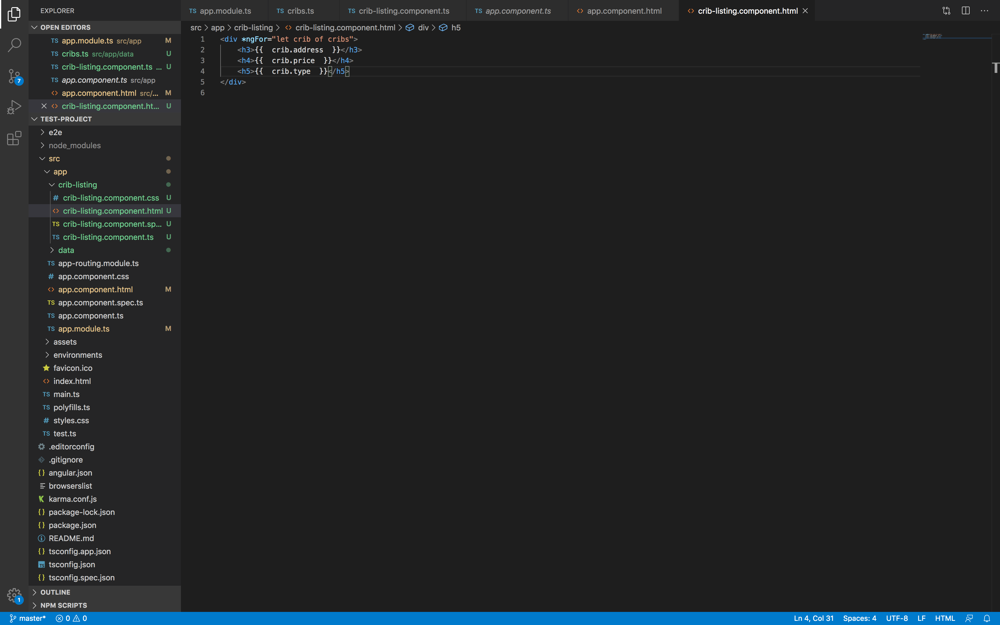 EXPLORER
OPEN EDITORS
TS app.module.ts src/app M
TS cribs.ts src/app/data U
TS crib-listing.component.ts ... U
TS app.component.ts src/app
<> app.component.html src/... M
<> crib-listing.component.ht... U
TEST-PROJECT
e2e
node_modules
src
app
crib-listing
# crib-listing.component.css U
<> crib-listing.component.html U
TS crib-listing.component.sp... U
TS crib-listing.component.ts U
data
TS app-routing.module.ts
# app.component.css
<> app.component.html M
TS app.component.spec.ts
TS app.component.ts
TS app.module.ts M
assets
environments
favicon.ico
<> index.html
TS main.ts
TS polyfills.ts
# styles.css
TS test.ts
.editorconfig
.gitignore
{} angular.json
browserslist
karma.conf.js
{} package-lock.json
{} package.json
README.md
{} tsconfig.app.json
TS tsconfig.json
{} tsconfig.spec.json
OUTLINE
NPM SCRIPTS
7
1
TS app.module.ts TS cribs.ts TS crib-listing.component.ts TS app.component.ts <> app.component.html <> crib-listing.component.html
src > app > crib-listing > <> crib-listing.component.html > div > h5
1 <div *ngFor="let crib of cribs">
2 <h3>{{  crib.address  }}</h3>
3 <h4>{{  crib.price  }}</h4>
4 <h5>{{  crib.type  }}</h5>
5 </div>
6
master* 0 0 Ln 4, Col 31 Spaces: 4 UTF-8 LF HTML